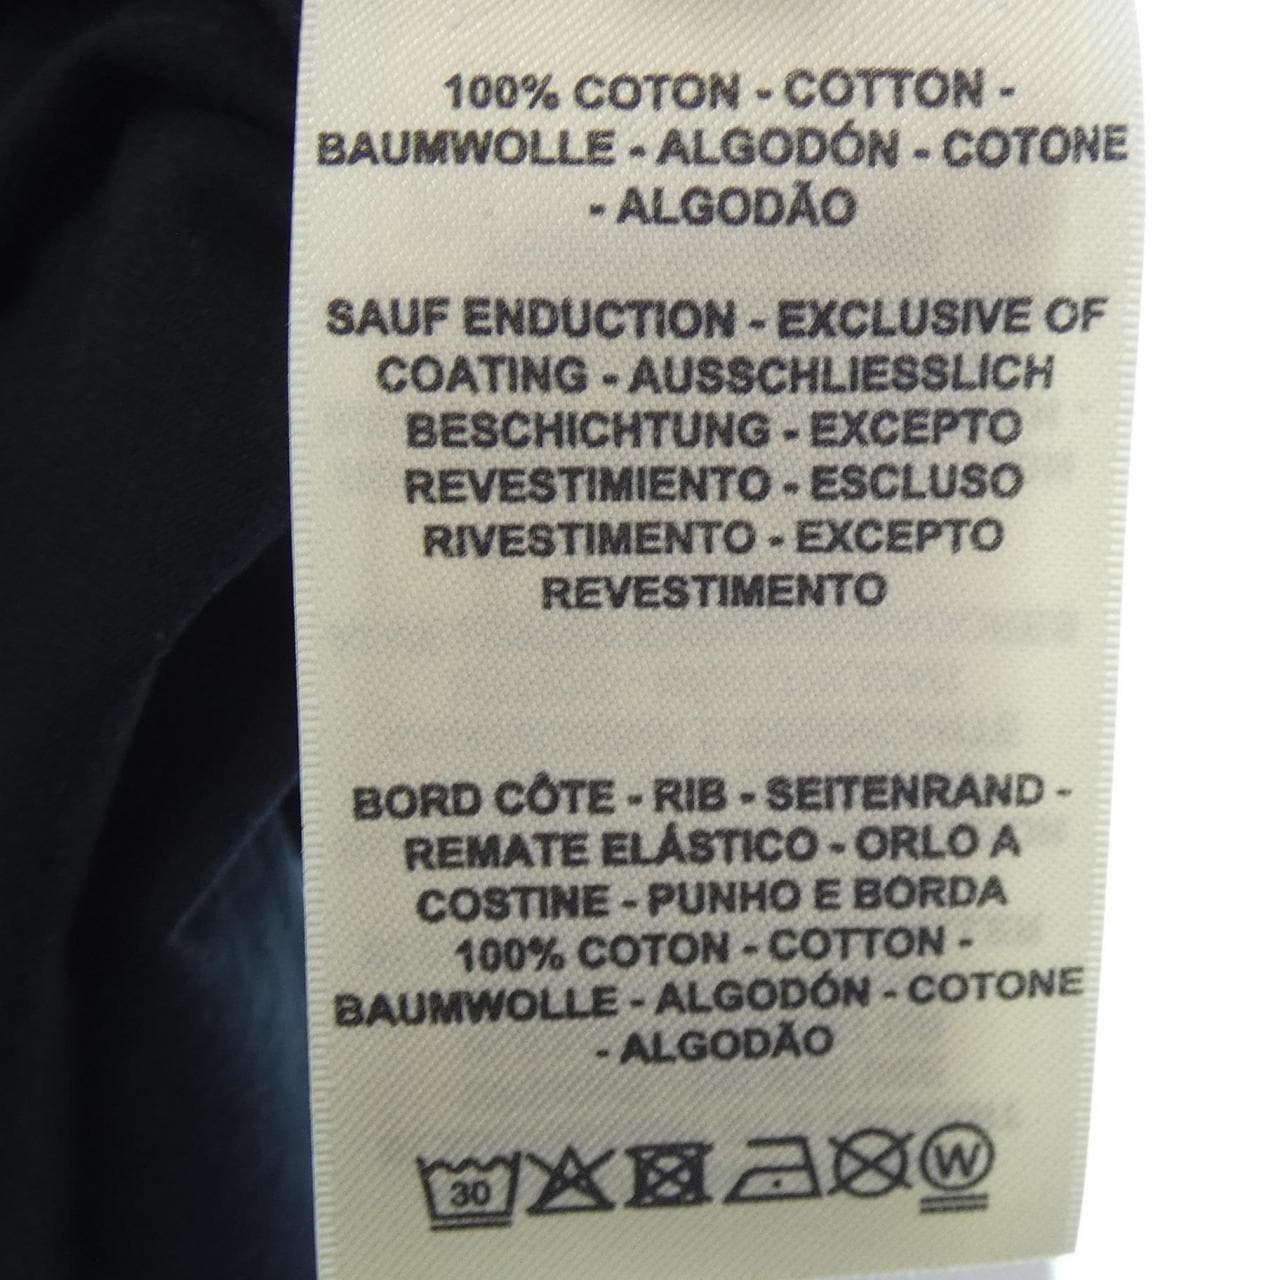 100% COTON - COTTON -
BAUMWOLLE - ALGODÓN - COTONE
- ALGODÃO
SAUF ENDUCTION - EXCLUSIVE OF
COATING - AUSSCHLIESSLICH
BESCHICHTUNG - EXCEPTO
REVESTIMIENTO - ESCLUSO
RIVESTIMENTO - EXCEPTO
REVESTIMENTO
BORD CÔTE - RIB - SEITENRAND -
REMATE ELÁSTICO - ORLO A
COSTINE - PUNHO E BORDA
100% COTON - COTTON -
BAUMWOLLE - ALGODÓN - COTONE
- ALGODÃO
30 W